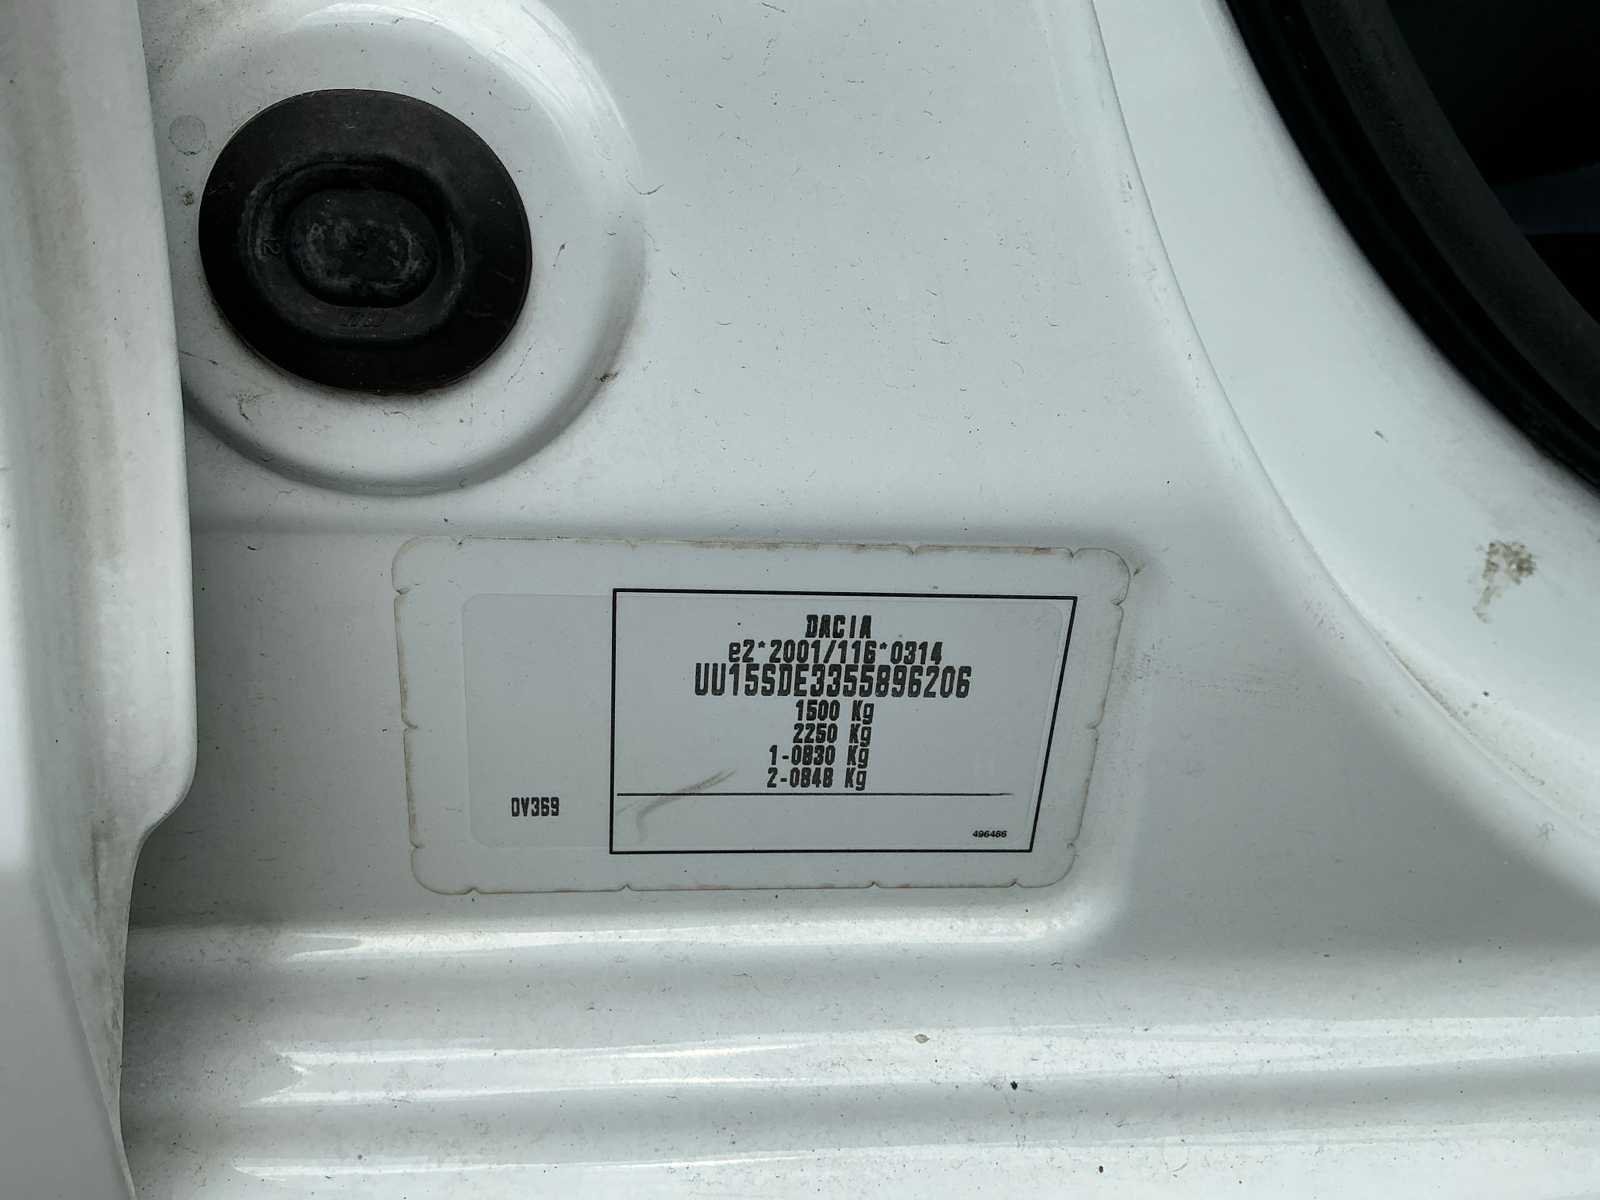 DACIA
e2*2001/116*0314
UU15SDE3355896206
1500 Kg
2250 Kg
1-0830 Kg
2-0848 Kg
DV369
496486